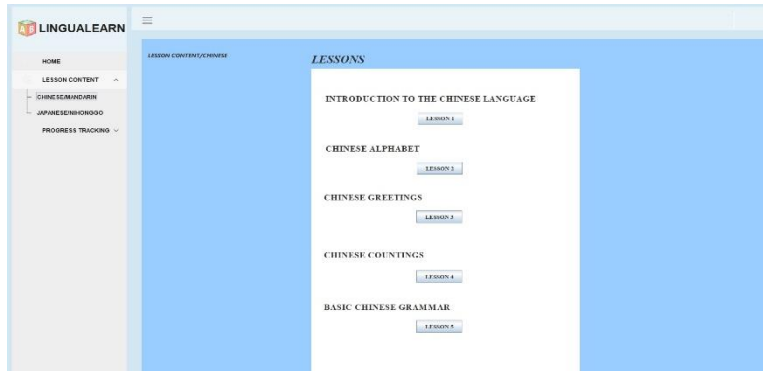 LINGUALEARN
HOME
LESSON CONTENT
CHINESE/MANDARIN
JAPANESE/NIHONGGO
PROGRESS TRACKING
LESSON CONTENT/CHINESE
LESSONS
INTRODUCTION TO THE CHINESE LANGUAGE
LESSON 1
CHINESE ALPHABET
LESSON 2
CHINESE GREETINGS
LESSON 3
CHINESE COUNTINGS
LESSON 4
BASIC CHINESE GRAMMAR
LESSON 5